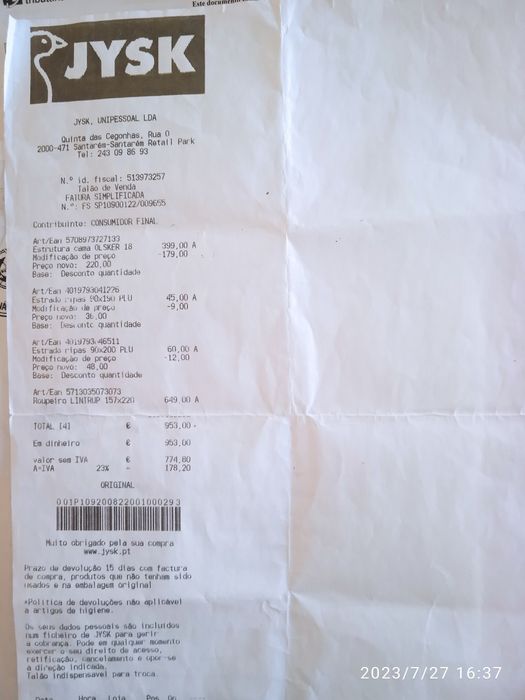 Este
JYSK
JYSK, UNIPESSOAL LDA
Quinta das Cegonhas, Rua O
2000-471 Santarém-Santarém Retail Park
Tel: 243 09 86 93
N.º id. fiscal: 513973257
Talão de Venda
FATURA SIMPLIFICADA
N.º: FS SP10900122/009655
Contribuinte: CONSUMIDOR FINAL
Art/Ean 5708973727133
Estrutura cama OLSKER 18 399,00 A
Modificação de preço -179,00
Preço novo: 220,00
Base: Desconto quantidade
Art/Ean 4019793041226
Estrado ripas 90x190 PLU 45,00 A
Modificação de preço -9,00
Preço novo: 36,00
Base: Desconto quantidade
Art/Ean 4019793046511
Estrado ripas 90x200 PLU 60,00 A
Modificação de preço -12,00
Preço novo: 48,00
Base: Desconto quantidade
Art/Ean 5713035073073
Roupeiro LINTRUP 157x220 649,00 A
TOTAL [4] € 953,00
Em dinheiro € 953,00
valor sem IVA € 774,80
A=IVA 23% - 178,20
ORIGINAL
001P109200822001000293
Muito obrigado pela sua compra
www.jysk.pt
Prazo de devolução 15 dias com factura
de compra, produtos que não tenham sido
usados e na embalagem original
*Politica de devoluções não aplicável
a artigos de higiene.
Os seus dados pessoais são incluidos
num ficheiro de JYSK para gerir
a cobrança. Pode em qualquer momento
exercer o seu direito de acesso,
retificação, cancelamento e opor-se
a direção indicada.
Talão indispensavel para troca.
Data Hora Loja Pos Op
2023/7/27 16:37